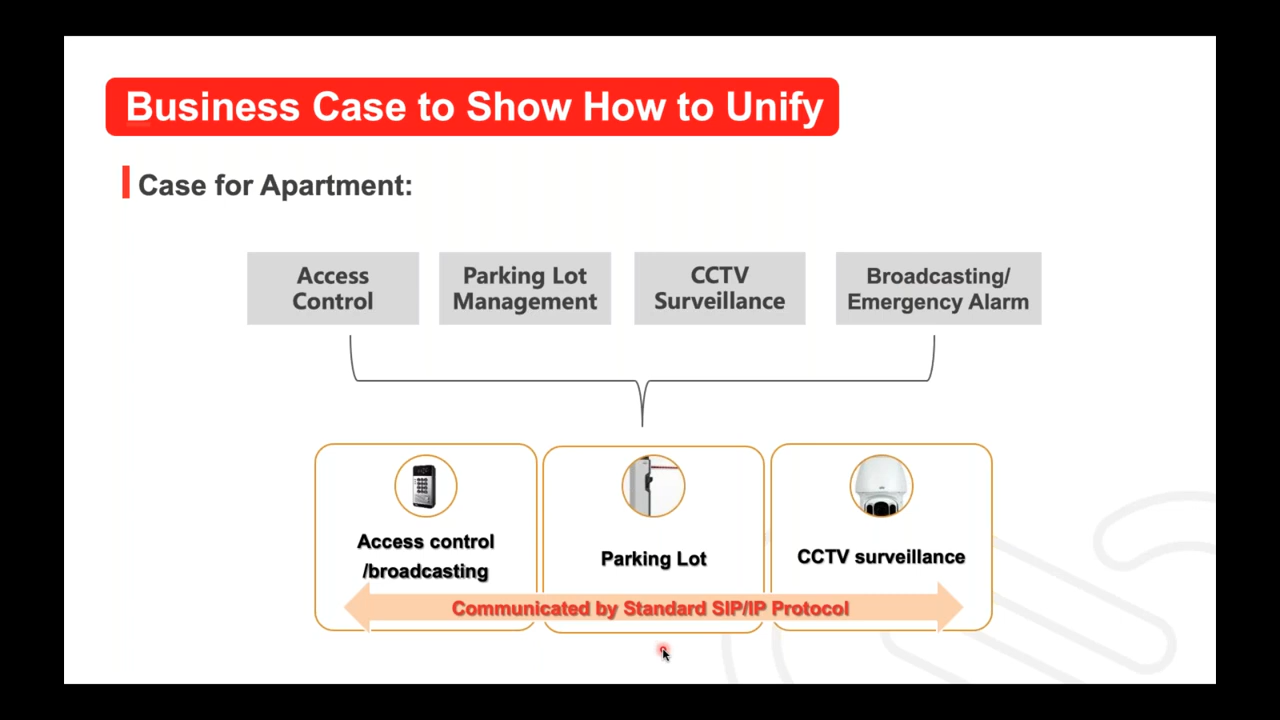 Business Case to Show How to Unify
Case for Apartment:
Access
Control
Parking Lot
Management
CCTV
Surveillance
Broadcasting/
Emergency Alarm
Access control
/broadcasting
Parking Lot
CCTV surveillance
Communicated by Standard SIP/IP Protocol